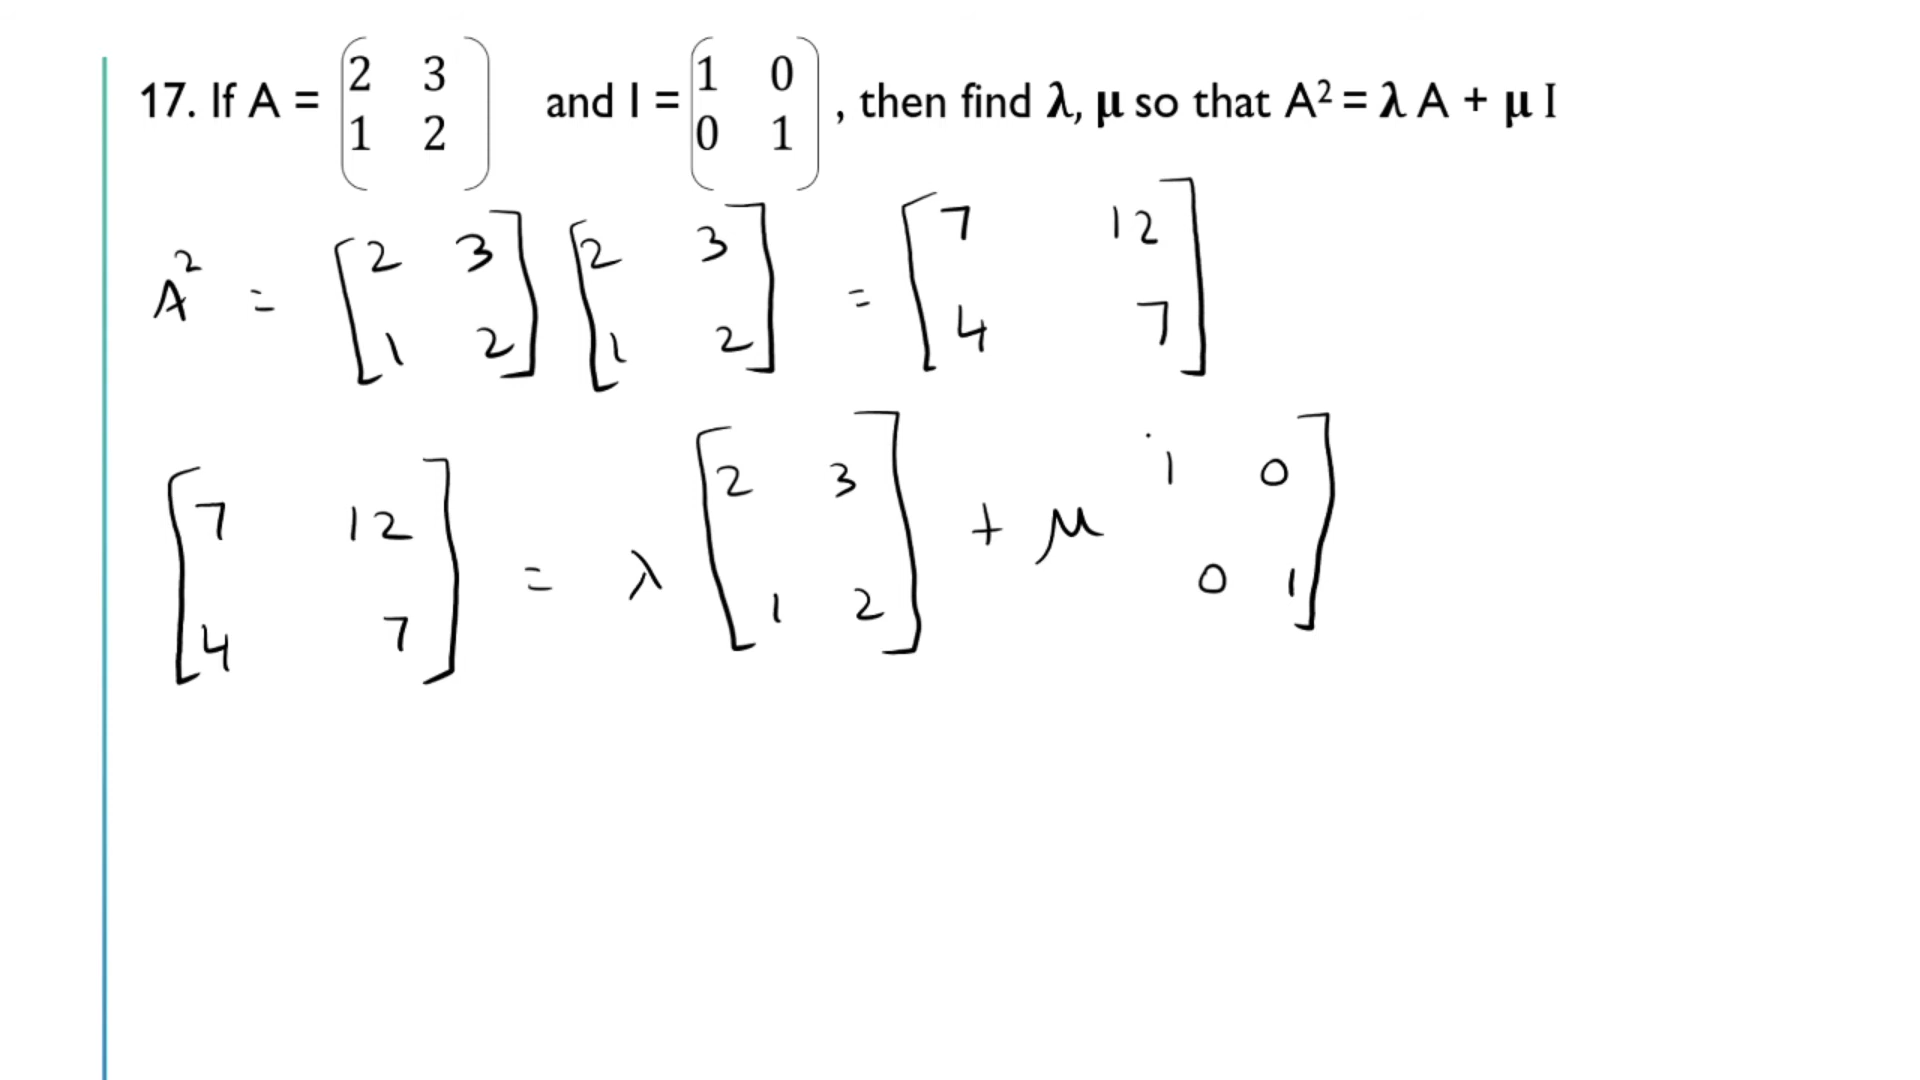 17. If A = (2 3 1 2) and I = (1 0 0 1), then find λ, μ so that A² = λ A + μ I
A² = [2 3 1 2] [2 3 1 2] = [7 12 4 7]
[7 12 4 7] = λ [2 3 1 2] + μ 1 0 0 1]